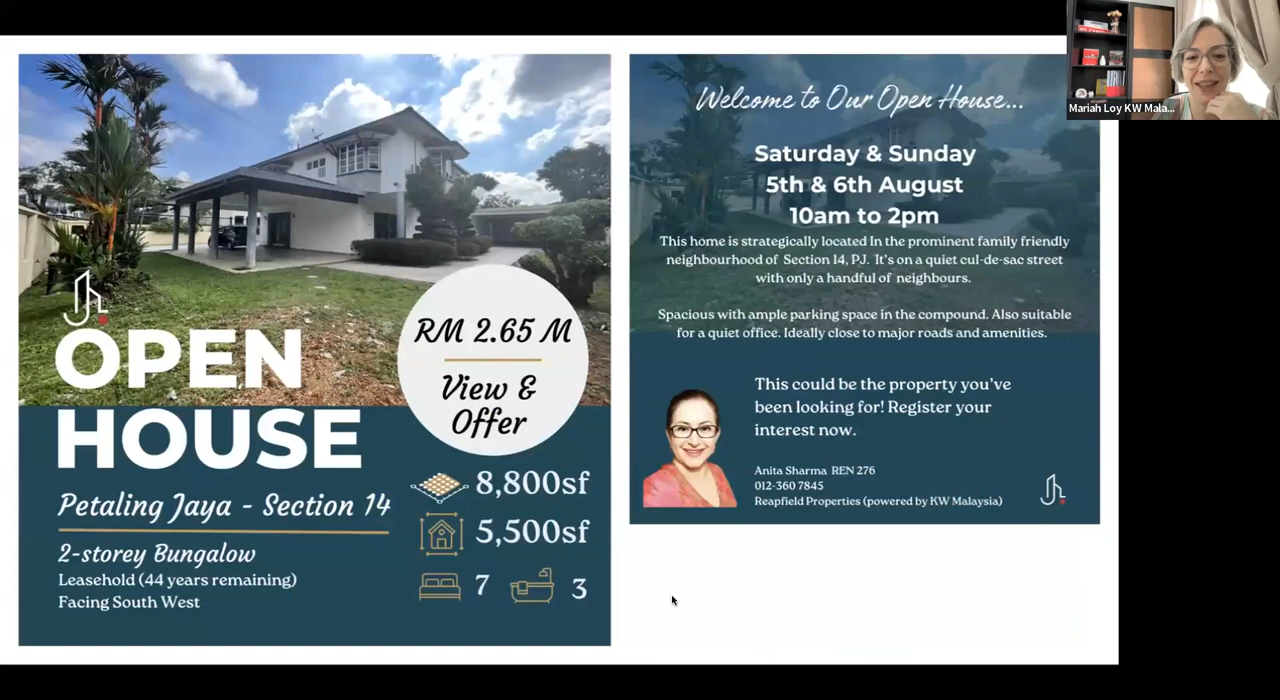 OPEN
HOUSE
RM 2.65 M
View &
Offer
Petaling Jaya - Section 14
2-storey Bungalow
Leasehold (44 years remaining)
Facing South West
8,800sf
5,500sf
7
3
Welcome to Our Open House...
Saturday & Sunday
5th & 6th August
10am to 2pm
This home is strategically located In the prominent family friendly
neighbourhood of Section 14, PJ. It's on a quiet cul-de-sac street
with only a handful of neighbours.
Spacious with ample parking space in the compound. Also suitable
for a quiet office. Ideally close to major roads and amenities.
This could be the property you've
been looking for! Register your
interest now.
Anita Sharma REN 276
012-360 7845
Reapfield Properties (powered by KW Malaysia)
Mariah Loy KW Mala...